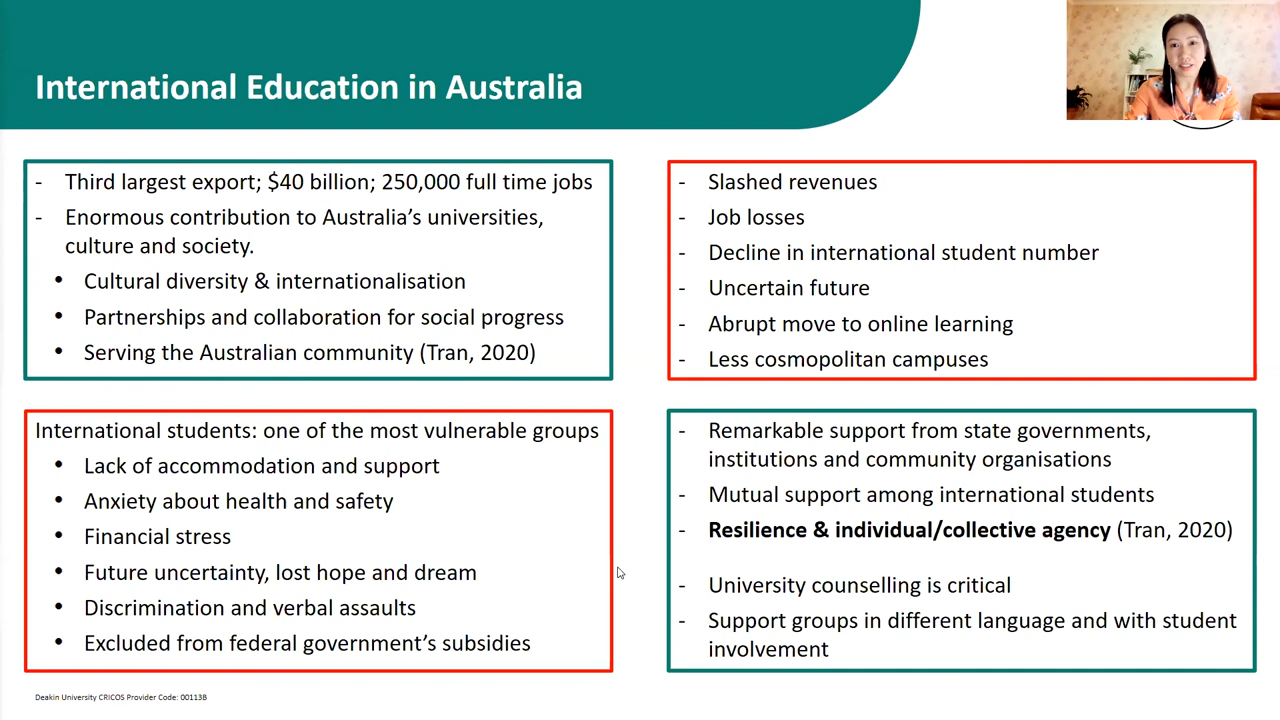 International Education in Australia
- Third largest export; $40 billion; 250,000 full time jobs
- Enormous contribution to Australia’s universities,
culture and society.
• Cultural diversity & internationalisation
• Partnerships and collaboration for social progress
• Serving the Australian community (Tran, 2020)
- Slashed revenues
- Job losses
- Decline in international student number
- Uncertain future
- Abrupt move to online learning
- Less cosmopolitan campuses
International students: one of the most vulnerable groups
• Lack of accommodation and support
• Anxiety about health and safety
• Financial stress
• Future uncertainty, lost hope and dream
• Discrimination and verbal assaults
• Excluded from federal government’s subsidies
- Remarkable support from state governments,
institutions and community organisations
- Mutual support among international students
- Resilience & individual/collective agency (Tran, 2020)
- University counselling is critical
- Support groups in different language and with student
involvement
Deakin University CRICOS Provider Code: 00113B